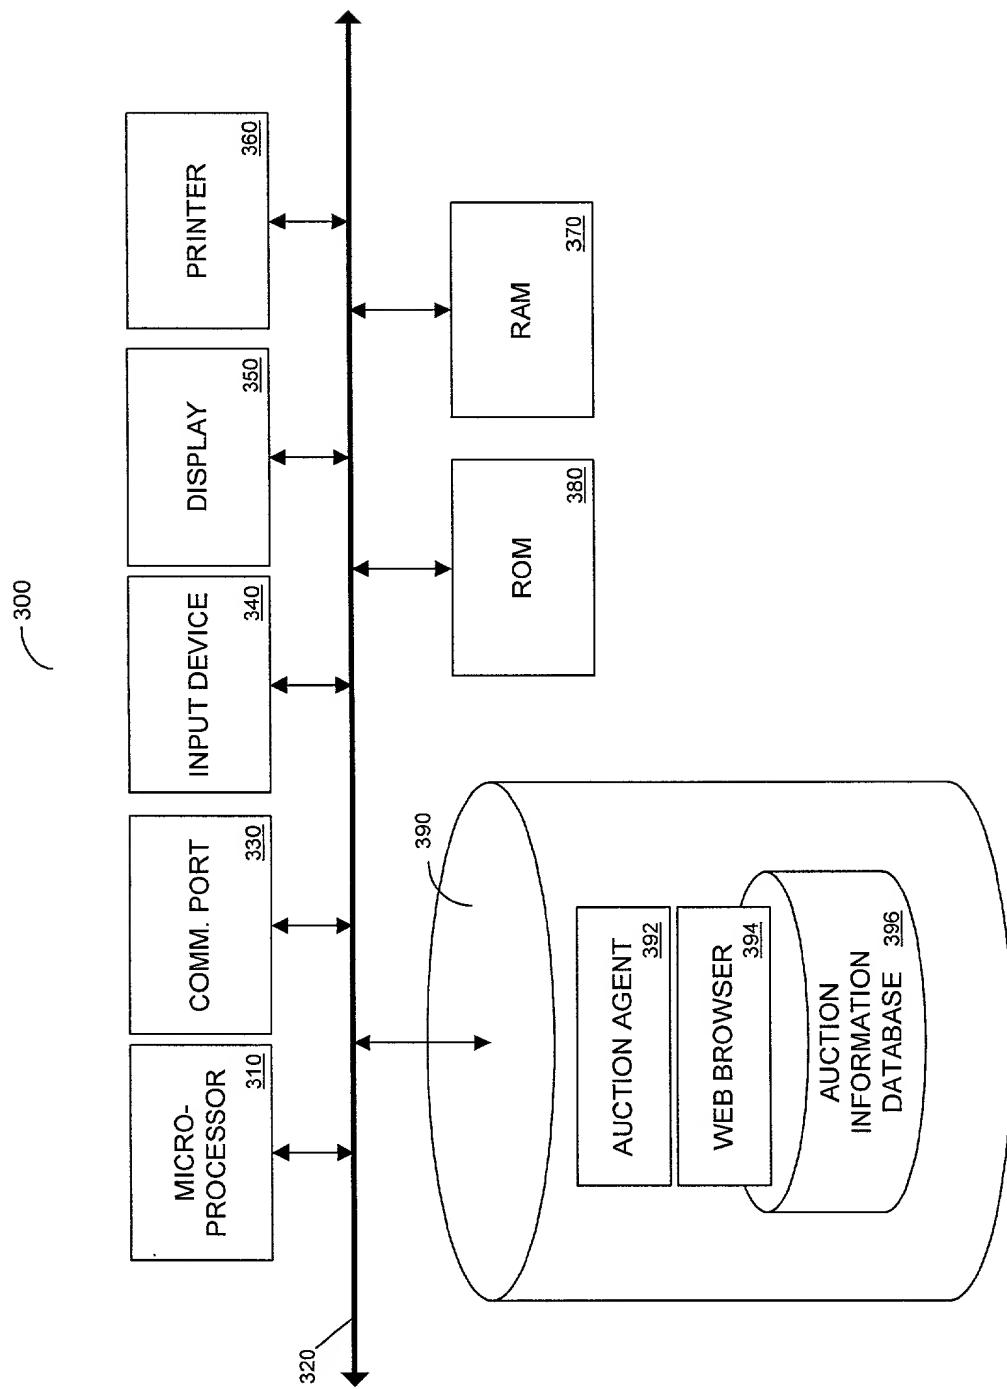 300
MICRO-
PROCESSOR
310
COMM. PORT
330
INPUT DEVICE
340
DISPLAY
350
PRINTER
360
320
390
ROM
380
RAM
370
AUCTION AGENT
392
WEB BROWSER
394
AUCTION
INFORMATION
DATABASE
396